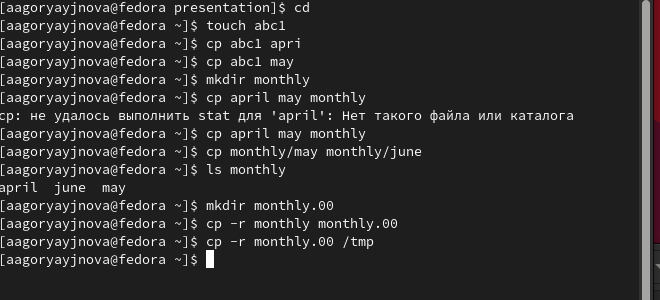 [aagoryayjnova@fedora presentation]$ cd
[aagoryayjnova@fedora ~]$ touch abc1
[aagoryayjnova@fedora ~]$ cp abc1 apri
[aagoryayjnova@fedora ~]$ cp abc1 may
[aagoryayjnova@fedora ~]$ mkdir monthly
[aagoryayjnova@fedora ~]$ cp april may monthly
cp: не удалось выполнить stat для 'april': Нет такого файла или каталога
[aagoryayjnova@fedora ~]$ cp april may monthly
[aagoryayjnova@fedora ~]$ cp monthly/may monthly/june
[aagoryayjnova@fedora ~]$ ls monthly
april june may
[aagoryayjnova@fedora ~]$ mkdir monthly.00
[aagoryayjnova@fedora ~]$ cp -r monthly monthly.00
[aagoryayjnova@fedora ~]$ cp -r monthly.00 /tmp
[aagoryayjnova@fedora ~]$